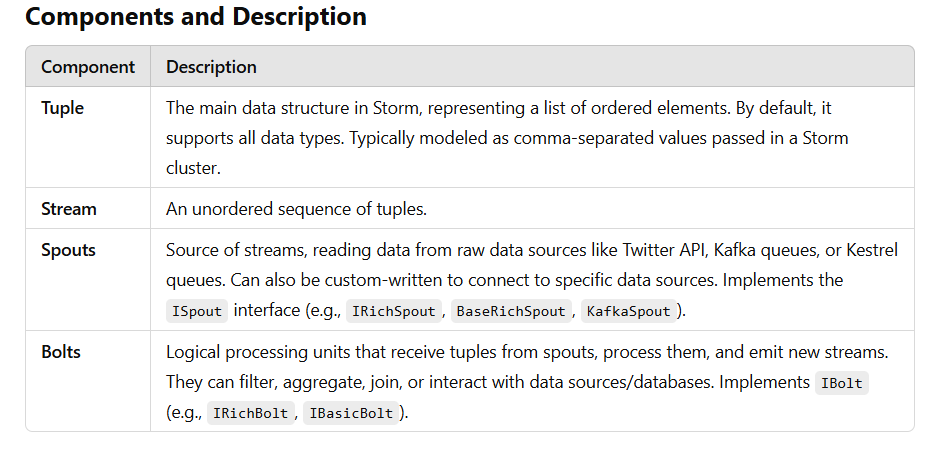 Components and Description
Component Description
Tuple The main data structure in Storm, representing a list of ordered elements. By default, it
supports all data types. Typically modeled as comma-separated values passed in a Storm
cluster.
Stream An unordered sequence of tuples.
Spouts Source of streams, reading data from raw data sources like Twitter API, Kafka queues, or Kestrel
queues. Can also be custom-written to connect to specific data sources. Implements the
ISpout interface (e.g., IRichSpout, BaseRichSpout, KafkaSpout).
Bolts Logical processing units that receive tuples from spouts, process them, and emit new streams.
They can filter, aggregate, join, or interact with data sources/databases. Implements IBolt
(e.g., IRichBolt, IBasicBolt).